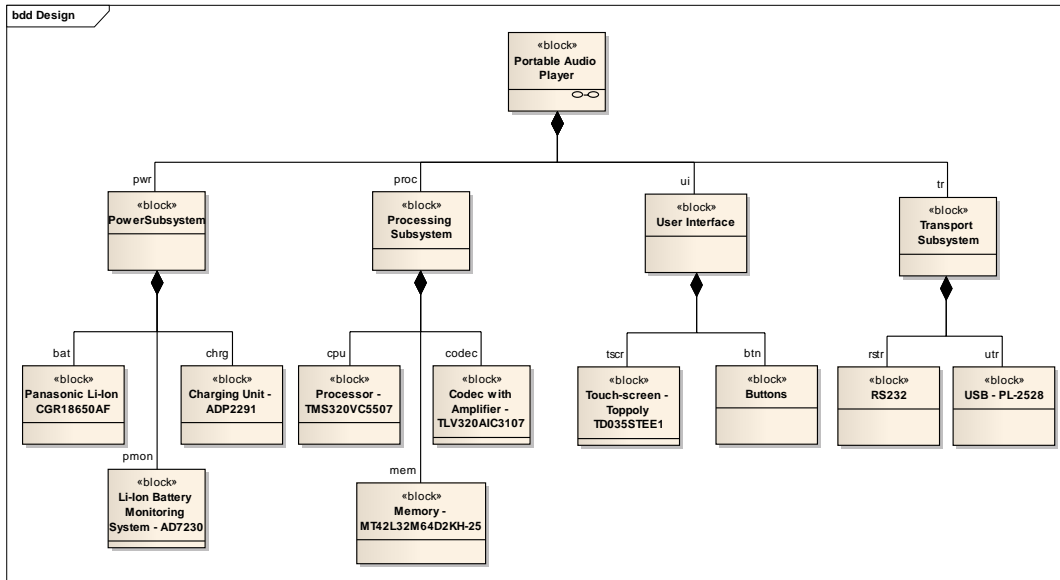 bdd Design
«block»
Portable Audio
Player
pwr
proc
ui
tr
«block»
PowerSubsystem
«block»
Processing
Subsystem
«block»
User Interface
«block»
Transport
Subsystem
bat
chrg
cpu
codec
tscr
btn
rstr
utr
«block»
Panasonic Li-Ion
CGR18650AF
«block»
Charging Unit -
ADP2291
«block»
Processor -
TMS320VC5507
«block»
Codec with
Amplifier -
TLV320AIC3107
«block»
Touch-screen -
Toppoly
TD035STEE1
«block»
Buttons
«block»
RS232
«block»
USB - PL-2528
pmon
mem
«block»
Li-Ion Battery
Monitoring
System - AD7230
«block»
Memory -
MT42L32M64D2KH-25